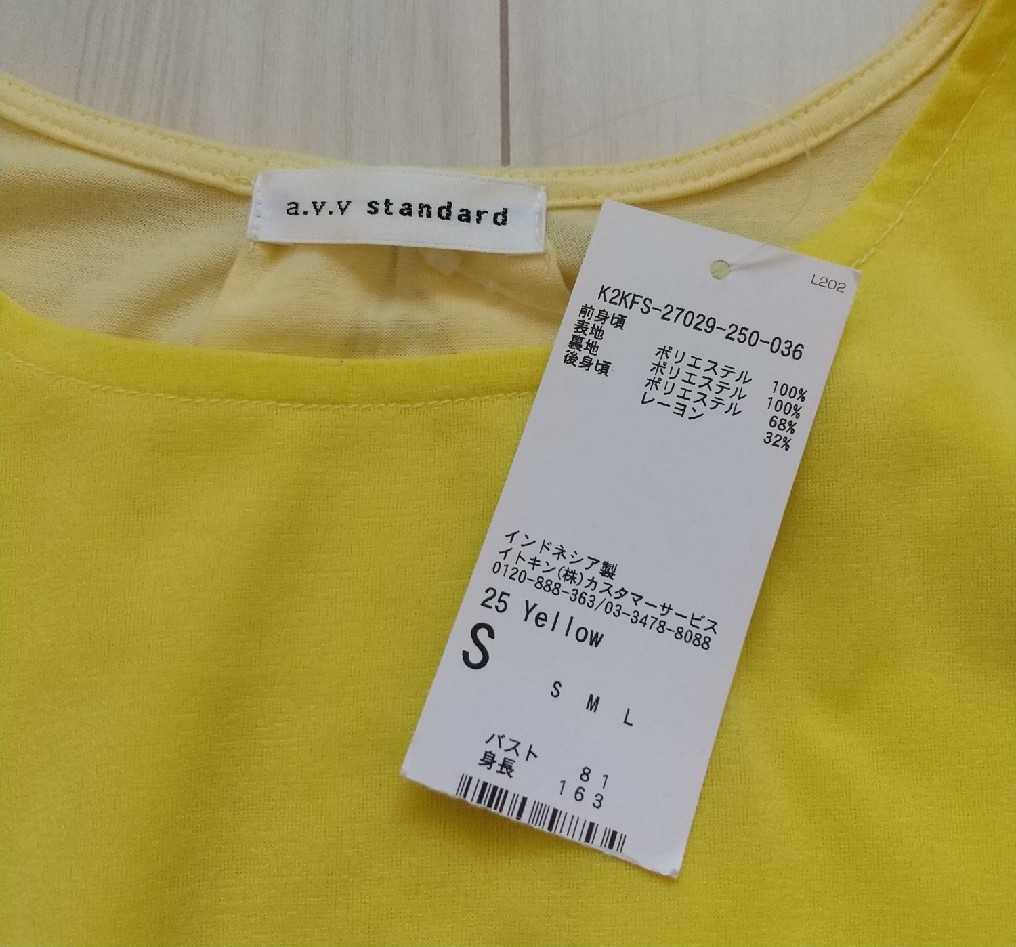 a.v.v standard
L202
K2KFS-27029-250-036
前身頃
表地 ポリエステル 100%
裏地 ポリエステル 100%
後身頃 ポリエステル 68%
レーヨン 32%
インドネシア製
イトキン(株)カスタマーサービス
0120-888-363/03-3478-8088
25 Yellow
S
S M L
バスト 81
身長 163